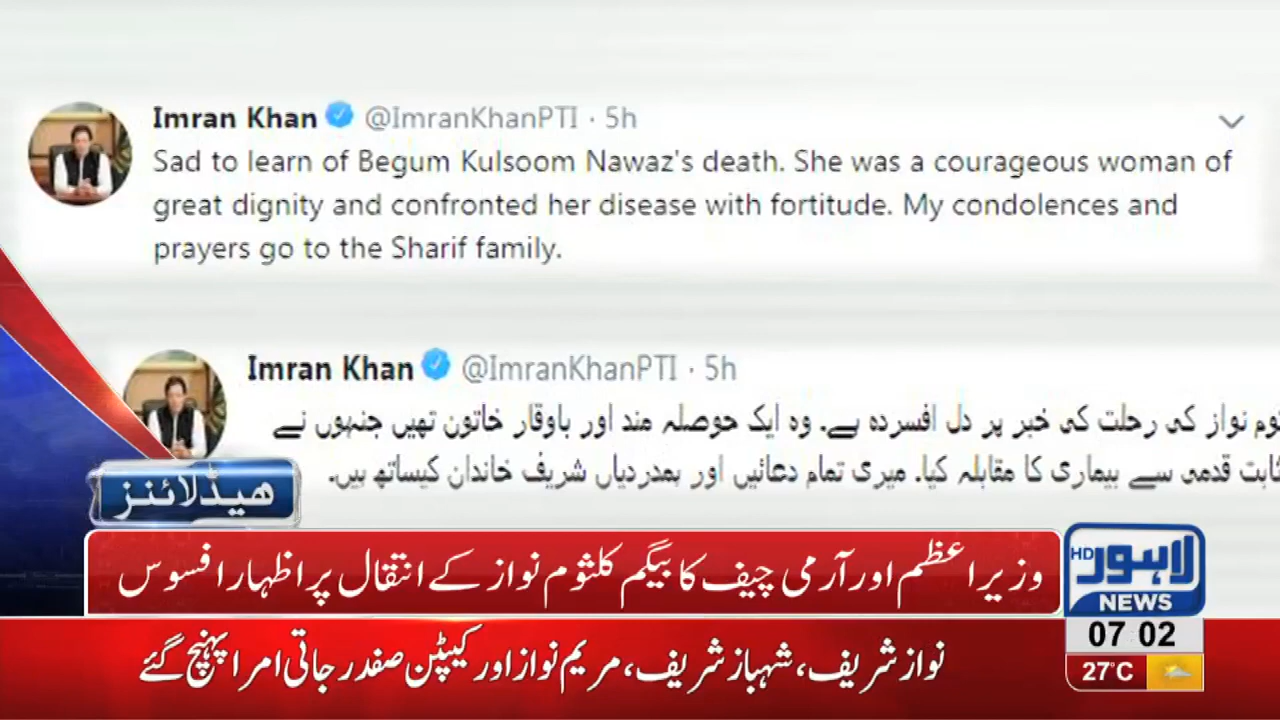 Imran Khan @ImranKhanPTI · 5h
Sad to learn of Begum Kulsoom Nawaz's death. She was a courageous woman of
great dignity and confronted her disease with fortitude. My condolences and
prayers go to the Sharif family.
Imran Khan @ImranKhanPTI · 5h
نواز کی رحلت کی خبر پر دل افسردہ ہے۔ وہ ایک حوصلہ مند اور باوقار خاتون تھیں جنہوں نے
ثابت قدمی سے بیماری کا مقابلہ کیا۔ میری تمام دعائیں اور ہمدردیاں شریف خاندان کیساتھ ہیں۔
ھیڈلائنز
وزیراعظم اور آرمی چیف کا بیگم کلثوم نواز کے انتقال پر اظہار افسوس
HD لاہور
NEWS
07 02
نواز شریف، شہباز شریف، مریم نواز اور کیپٹن صفدر جاتی امرا پہنچ گئے
27°C